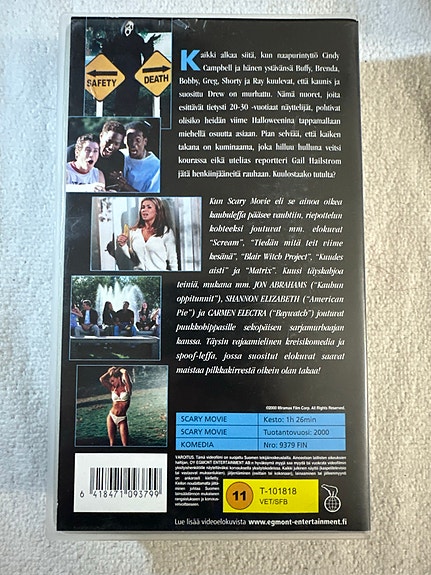 SAFETY
DEATH
Kaikki alkaa siitä, kun naapurintyttö Cindy
Campbell ja hänen ystävänsä Buffy, Brenda,
Bobby, Greg, Shorty ja Ray kuulevat, että kaunis ja
suosittu Drew on murhattu. Nämä nuoret, joita
esittävät tietysti 20-30 -vuotiaat näyttelijät, pohtivat
olisiko heidän viime Halloweenina tappamallaan
miehellä osuutta asiaan. Pian selviää, että kaiken
takana on kuminaama, joka hilluu hulluna veitsi
kourassa eikä utelias reportteri Gail Hailstrom
jätä henkiinjääneitä rauhaan. Kuulostaako tutulta?
Kun Scary Movie eli se ainoa oikea
kauhuleffa pääsee vauhtiin, riepottelun
kohteeksi joutuvat mm. elokuvat
"Scream", "Tiedän mitä teit viime
kesänä", "Blair Witch Project", "Kuudes
aisti" ja "Matrix". Kuusi täyskahjoa
teiniä, mukana mm. JON ABRAHAMS ("Kauhun
oppitunnit"), SHANNON ELIZABETH ("American
Pie") ja CARMEN ELECTRA ("Baywatch") joutuvat
puukkohippasille sekopäisen sarjamurhaajan
kanssa. Täysin rajaamielinen kreisikomedia ja
spoof-leffa, jossa suositut elokuvat saavat
maistaa pilkkakirvestä oikein olan takaa!
©2000 Miramax Film Corp. All Rights Reserved.
SCARY MOVIE Kesto: 1h 26min
SCARY MOVIE Tuotantovuosi: 2000
KOMEDIA Nro: 9379 FIN
6 418471 093799
11
T-101818
VET/SFB
Lue lisää videoelokuvista www.egmont-entertainment.fi